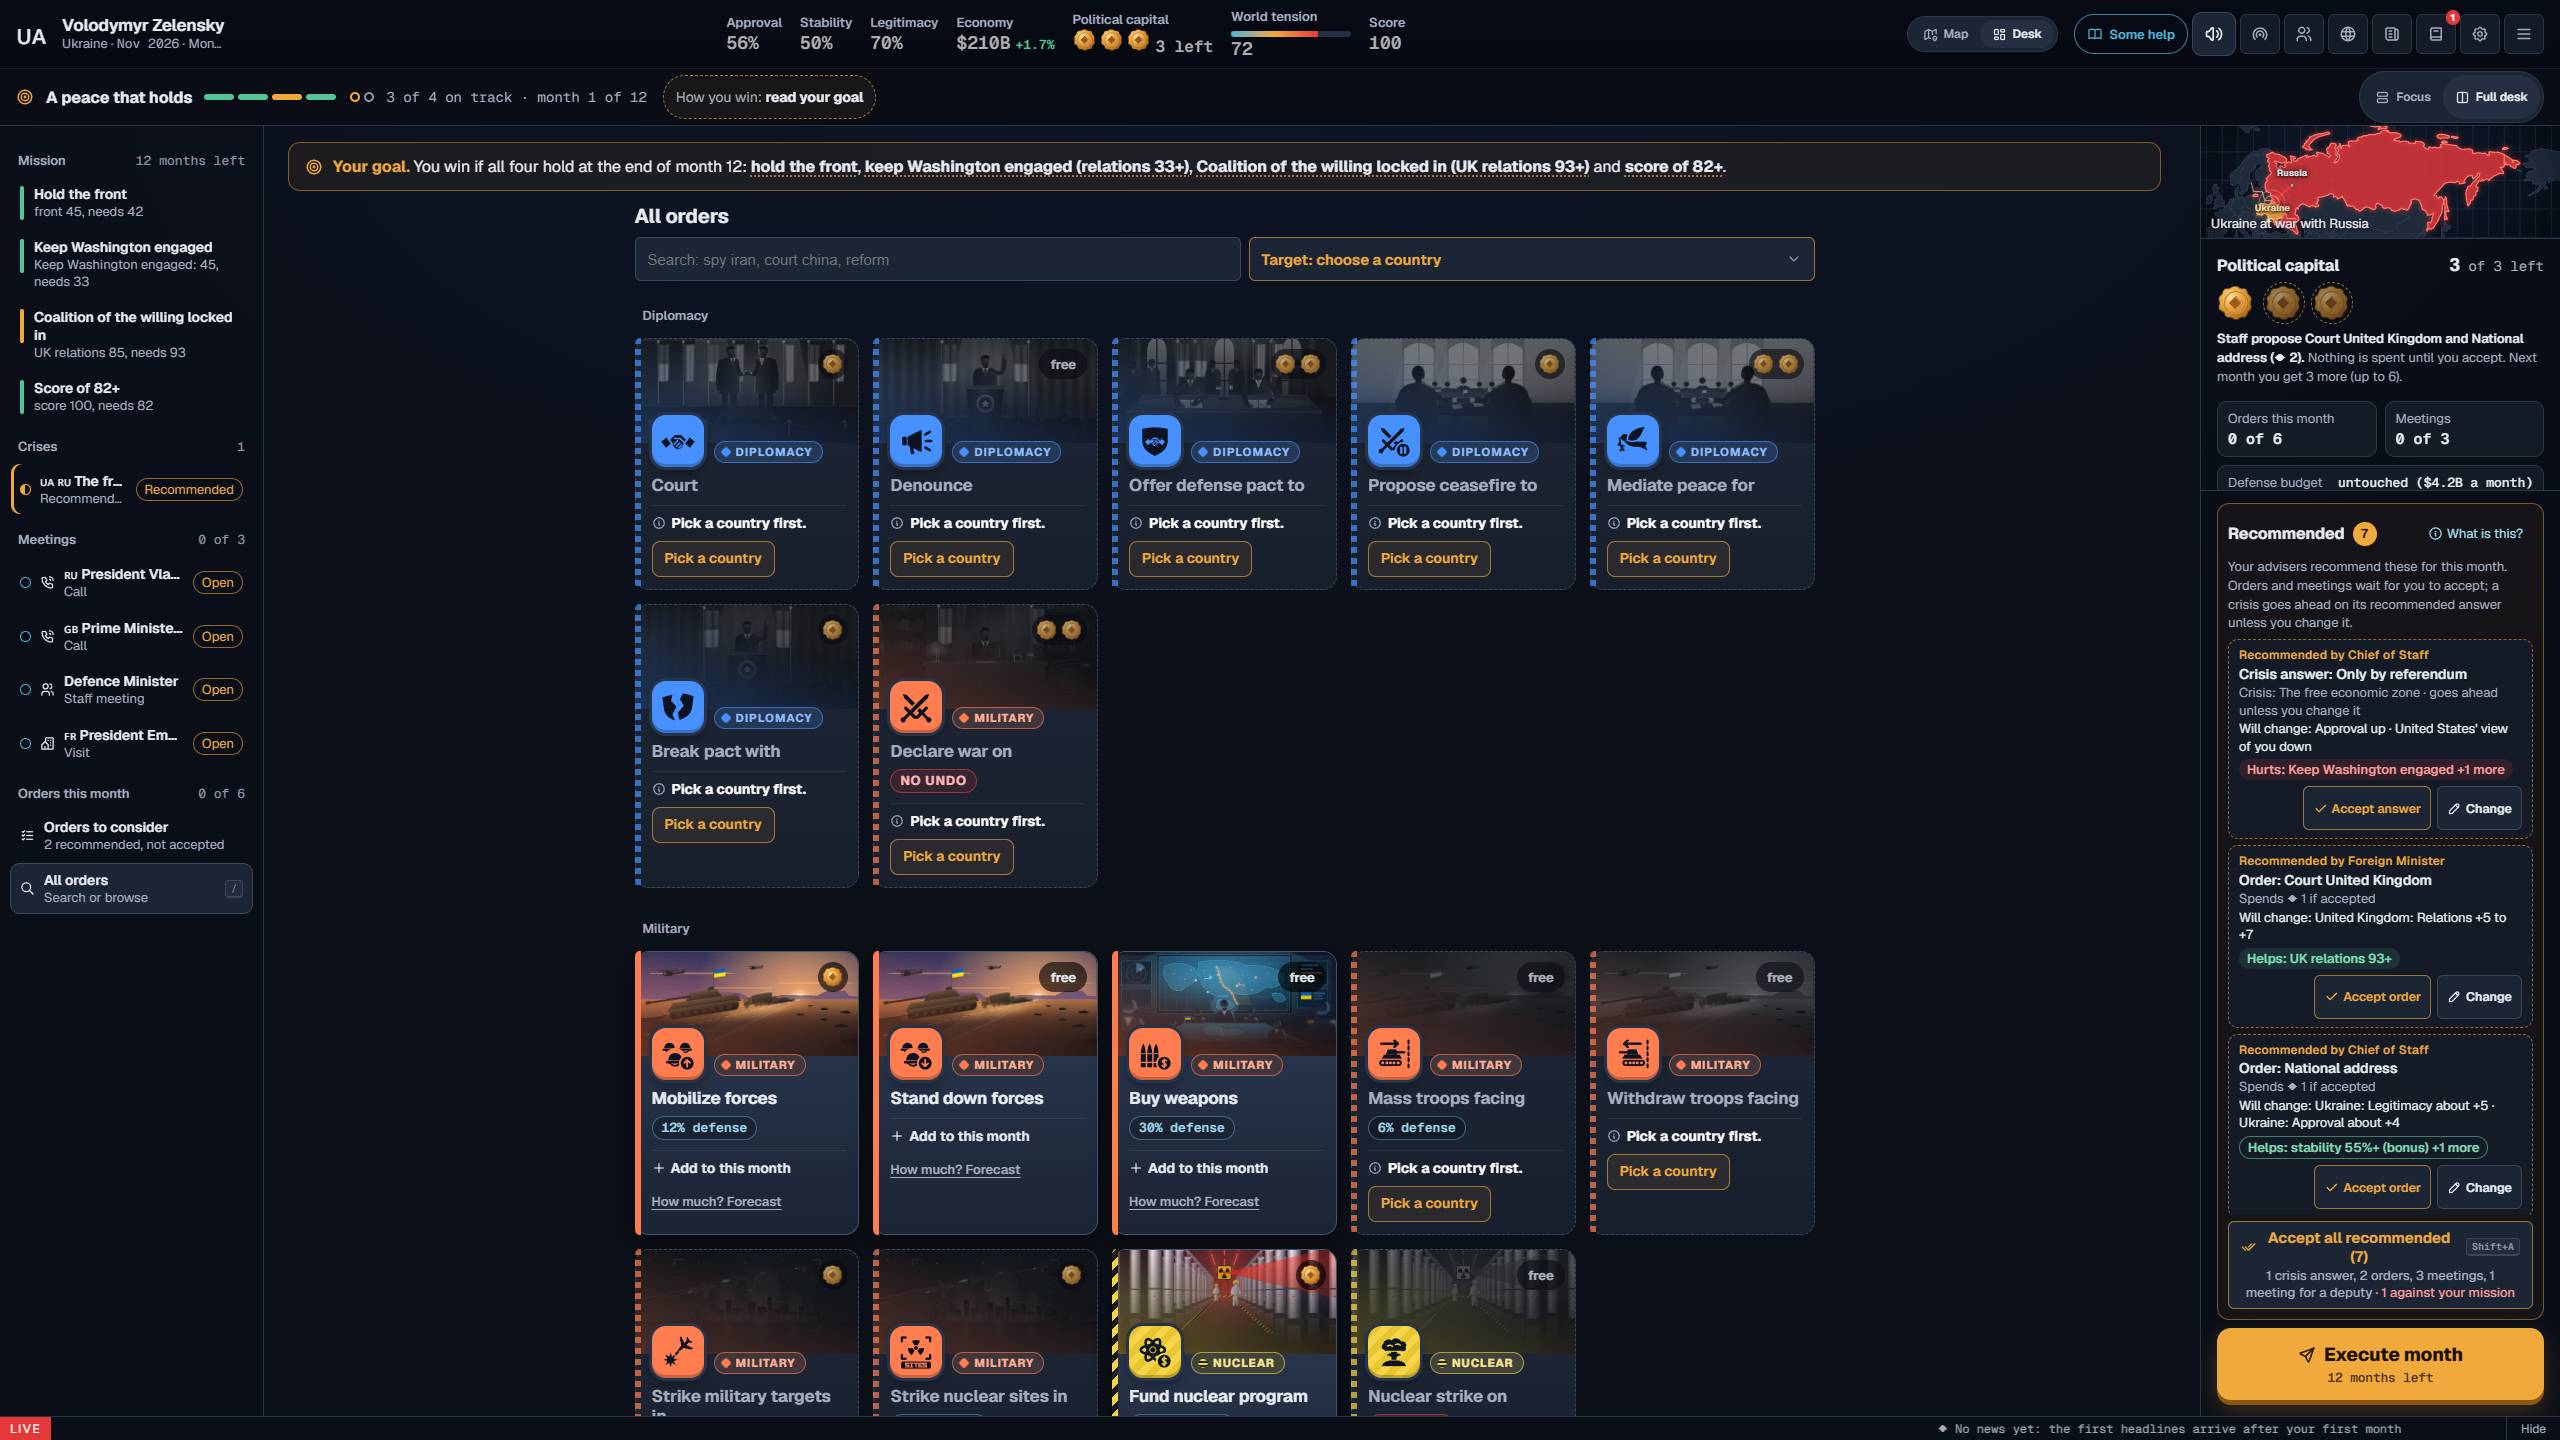 UA
Volodymyr Zelensky
Ukraine · Nov 2026 · Mon...
Approval
56%
Stability
50%
Legitimacy
70%
Economy
$210B +1.7%
Political capital
3 left
World tension
72
Score
100
Map
Desk
Some help
1
A peace that holds
3 of 4 on track · month 1 of 12
How you win: read your goal
Focus
Full desk
Mission
12 months left
Hold the front
front 45, needs 42
Keep Washington engaged
Keep Washington engaged: 45,
needs 33
Coalition of the willing locked
in
UK relations 85, needs 93
Score of 82+
score 100, needs 82
Crises
1
UA RU The fr...
Recommend...
Recommended
Meetings
0 of 3
RU President Vla...
Call
Open
GB Prime Ministe...
Call
Open
Defence Minister
Staff meeting
Open
FR President Em...
Visit
Open
Orders this month
0 of 6
Orders to consider
2 recommended, not accepted
All orders
Search or browse
/
Your goal. You win if all four hold at the end of month 12: hold the front, keep Washington engaged (relations 33+), Coalition of the willing locked in (UK relations 93+) and score of 82+.
All orders
Search: spy iran, court china, reform
Target: choose a country
Diplomacy
DIPLOMACY
Court
Pick a country first.
Pick a country
free
DIPLOMACY
Denounce
Pick a country first.
Pick a country
DIPLOMACY
Offer defense pact to
Pick a country first.
Pick a country
DIPLOMACY
Propose ceasefire to
Pick a country first.
Pick a country
DIPLOMACY
Mediate peace for
Pick a country first.
Pick a country
DIPLOMACY
Break pact with
Pick a country first.
Pick a country
MILITARY
Declare war on
NO UNDO
Pick a country first.
Pick a country
Military
MILITARY
Mobilize forces
12% defense
Add to this month
How much? Forecast
free
MILITARY
Stand down forces
Add to this month
How much? Forecast
free
MILITARY
Buy weapons
30% defense
Add to this month
How much? Forecast
free
MILITARY
Mass troops facing
6% defense
Pick a country first.
Pick a country
free
MILITARY
Withdraw troops facing
Pick a country first.
Pick a country
MILITARY
Strike military targets
in
MILITARY
SITES
Strike nuclear sites in
NUCLEAR
Fund nuclear program
free
NUCLEAR
Nuclear strike on
Russia
Ukraine
Ukraine at war with Russia
Political capital
3 of 3 left
Staff propose Court United Kingdom and National
address (◆ 2). Nothing is spent until you accept. Next
month you get 3 more (up to 6).
Orders this month
0 of 6
Meetings
0 of 3
Defense budget
untouched ($4.2B a month)
Recommended 7
What is this?
Your advisers recommend these for this month.
Orders and meetings wait for you to accept; a
crisis goes ahead on its recommended answer
unless you change it.
Recommended by Chief of Staff
Crisis answer: Only by referendum
Crisis: The free economic zone · goes ahead
unless you change it
Will change: Approval up · United States' view
of you down
Hurts: Keep Washington engaged +1 more
Accept answer
Change
Recommended by Foreign Minister
Order: Court United Kingdom
Spends ◆ 1 if accepted
Will change: United Kingdom: Relations +5 to
+7
Helps: UK relations 93+
Accept order
Change
Recommended by Chief of Staff
Order: National address
Spends ◆ 1 if accepted
Will change: Ukraine: Legitimacy about +5 ·
Ukraine: Approval about +4
Helps: stability 55%+ (bonus) +1 more
Accept order
Change
Accept all recommended
(7)
Shift+A
1 crisis answer, 2 orders, 3 meetings, 1
meeting for a deputy · 1 against your mission
Execute month
12 months left
LIVE
◆ No news yet: the first headlines arrive after your first month
Hide